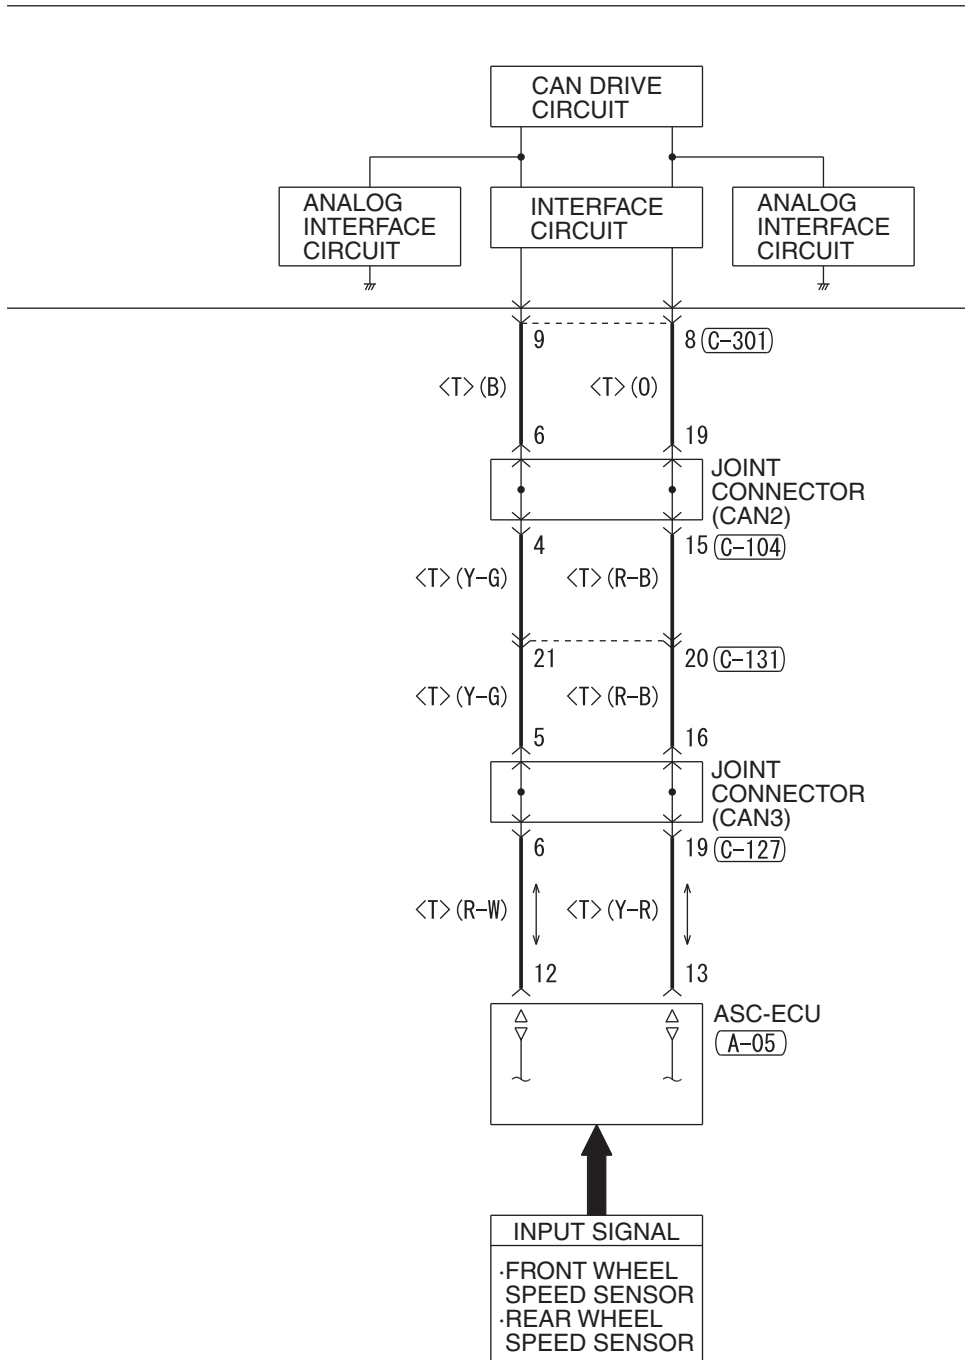 CAN DRIVE
CIRCUIT
ANALOG
INTERFACE
CIRCUIT
INTERFACE
CIRCUIT
ANALOG
INTERFACE
CIRCUIT
9
8 C-301
<T>(B)
<T>(O)
6
19
JOINT
CONNECTOR
(CAN2)
4
15 C-104
<T>(Y-G)
<T>(R-B)
21
20 C-131
<T>(Y-G)
<T>(R-B)
5
16
JOINT
CONNECTOR
(CAN3)
6
19 C-127
<T>(R-W)
<T>(Y-R)
12
13
ASC-ECU
A-05
INPUT SIGNAL
·FRONT WHEEL
SPEED SENSOR
·REAR WHEEL
SPEED SENSOR